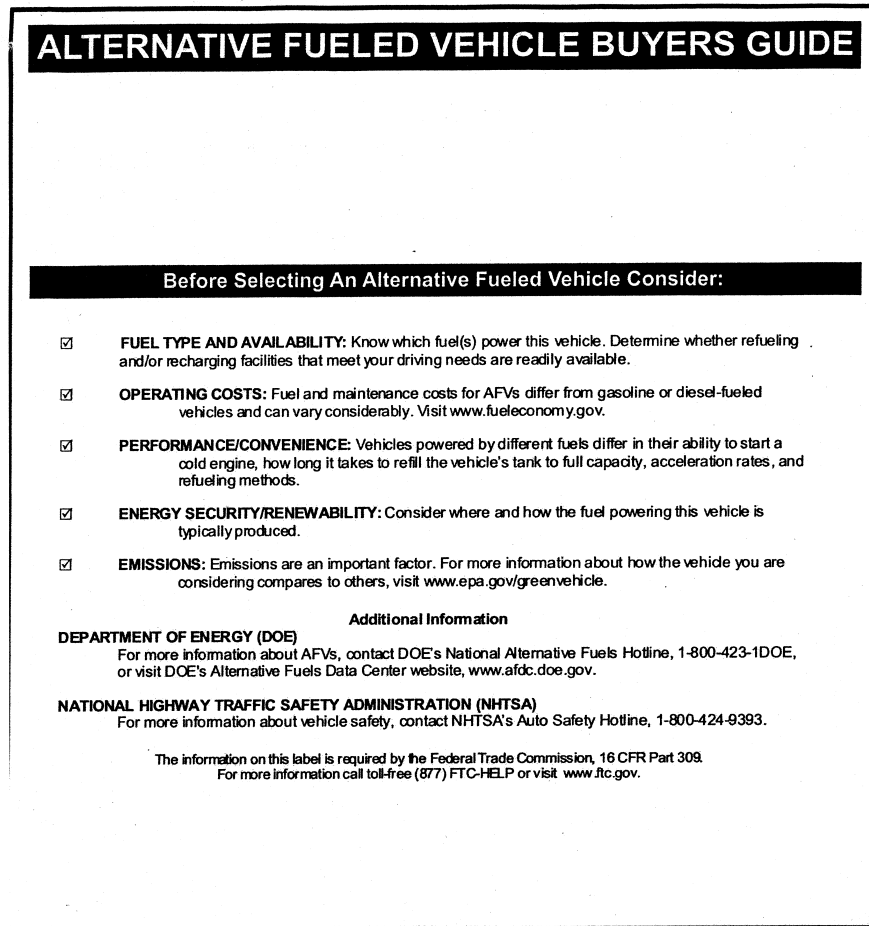 ALTERNATIVE FUELED VEHICLE BUYERS GUIDE
Before Selecting An Alternative Fueled Vehicle Consider:
☑ FUEL TYPE AND AVAILABILITY: Know which fuel(s) power this vehicle. Determine whether refueling
and/or recharging facilities that meet your driving needs are readily available.
☑ OPERATING COSTS: Fuel and maintenance costs for AFVs differ from gasoline or diesel-fueled
vehicles and can vary considerably. Visit www.fueleconomy.gov.
☑ PERFORMANCE/CONVENIENCE: Vehicles powered by different fuels differ in their ability to start a
cold engine, how long it takes to refill the vehicle's tank to full capacity, acceleration rates, and
refueling methods.
☑ ENERGY SECURITY/RENEWABILITY: Consider where and how the fuel powering this vehicle is
typically produced.
☑ EMISSIONS: Emissions are an important factor. For more information about how the vehicle you are
considering compares to others, visit www.epa.gov/greenvehicle.
Additional Information
DEPARTMENT OF ENERGY (DOE)
For more information about AFVs, contact DOE's National Alternative Fuels Hotline, 1-800-423-1DOE,
or visit DOE's Alternative Fuels Data Center website, www.afdc.doe.gov.
NATIONAL HIGHWAY TRAFFIC SAFETY ADMINISTRATION (NHTSA)
For more information about vehicle safety, contact NHTSA's Auto Safety Hotline, 1-800-424-9393.
The information on this label is required by the Federal Trade Commission, 16 CFR Part 309.
For more information call toll-free (877) FTC-HELP or visit www.ftc.gov.